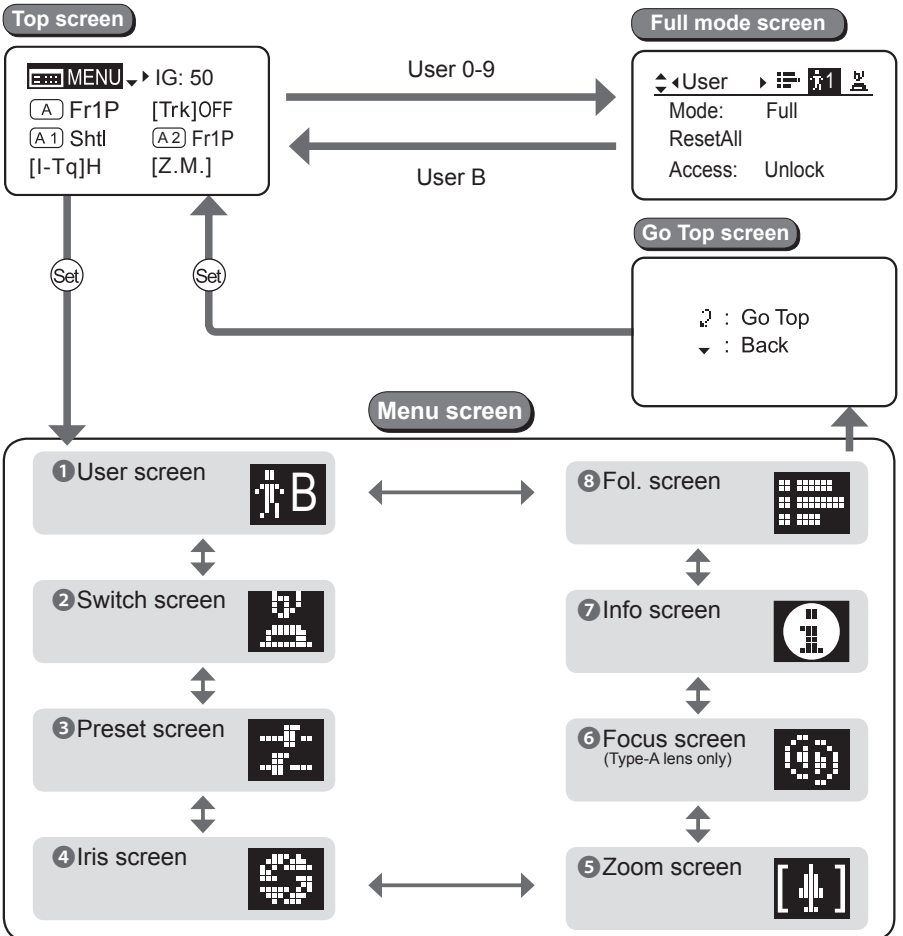 Top screen
MENU IG: 50
A Fr1P [Trk]OFF
A 1 Shtl A 2 Fr1P
[I-Tq]H [Z.M.]
User 0-9
User B
Full mode screen
User 1
Mode: Full
ResetAll
Access: Unlock
Set
Set
Go Top screen
: Go Top
: Back
Menu screen
❶User screen
B
❷Switch screen
❸Preset screen
❹Iris screen
❽Fol. screen
❼Info screen
i
❻Focus screen
(Type-A lens only)
❺Zoom screen